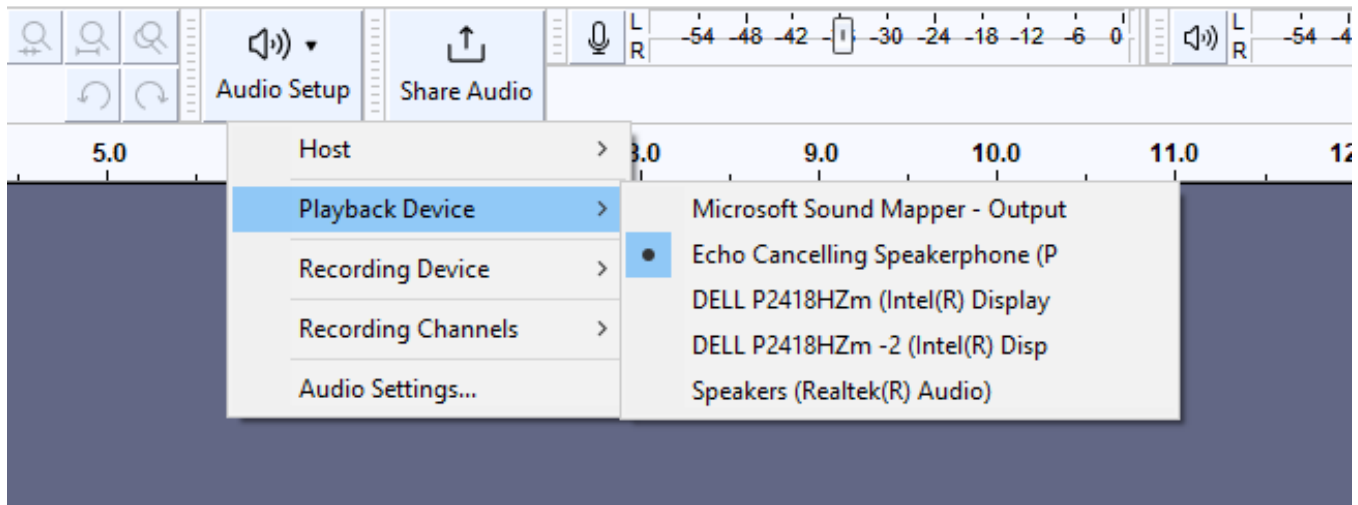 L
R
-54 -48 -42 -30 -24 -18 -12 -6 0
L
R
-54
Audio Setup
Share Audio
5.0
9.0
10.0
11.0
Host
Playback Device
Recording Device
Recording Channels
Audio Settings...
Microsoft Sound Mapper - Output
Echo Cancelling Speakerphone (P
DELL P2418HZm (Intel(R) Display
DELL P2418HZm -2 (Intel(R) Disp
Speakers (Realtek(R) Audio)